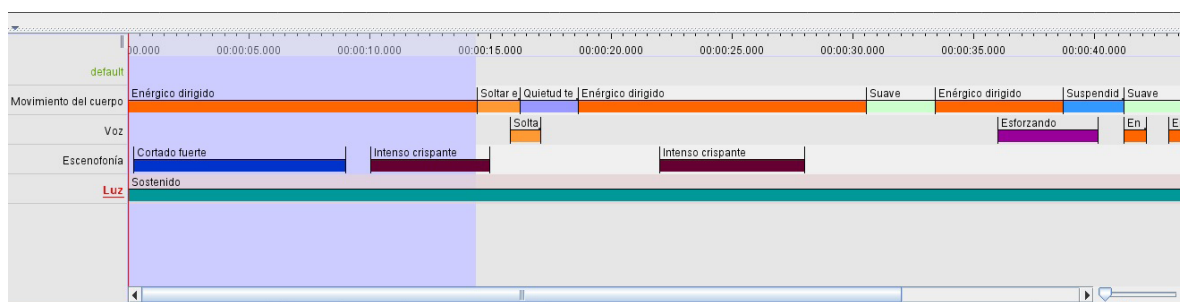 00.000 00:00:05.000 00:00:10.000 00:00:15.000 00:00:20.000 00:00:25.000 00:00:30.000 00:00:35.000 00:00:40.000
default
Movimiento del cuerpo Enérgico dirigido Soltar e Quietud te Enérgico dirigido Suave Enérgico dirigido Suspendid Suave
Voz Solta Esforzando En E
Escenofonía Cortado fuerte Intenso crispante Intenso crispante
Luz Sostenido